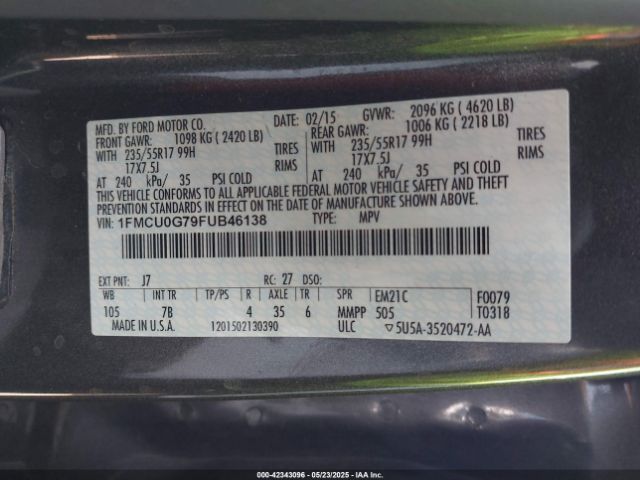 MFD. BY FORD MOTOR CO. DATE: 02/15 GVWR: 2096 KG ( 4620 LB)
FRONT GAWR: 1098 KG ( 2420 LB) REAR GAWR: 1006 KG ( 2218 LB)
WITH 235/55R17 99H TIRES WITH 235/55R17 99H TIRES
17X7.5J RIMS 17X7.5J RIMS
AT 240 kPa/ 35 PSI COLD AT 240 kPa/ 35 PSI COLD
THIS VEHICLE CONFORMS TO ALL APPLICABLE FEDERAL MOTOR VEHICLE SAFETY AND THEFT
PREVENTION STANDARDS IN EFFECT ON THE DATE OF MANUFACTURE SHOWN ABOVE.
VIN: 1FMCU0G79FUB46138 TYPE: MPV
EXT PNT: J7 RC: 27 DSO:
WB INT TR TP/PS R AXLE TR SPR EM21C F0079
105 7B 4 35 6 MMPP 505 T0318
MADE IN U.S.A. 1201502130390 ULC ▽5U5A-3520472-AA
000-42343096 - 05/23/2025 - IAAI.COM